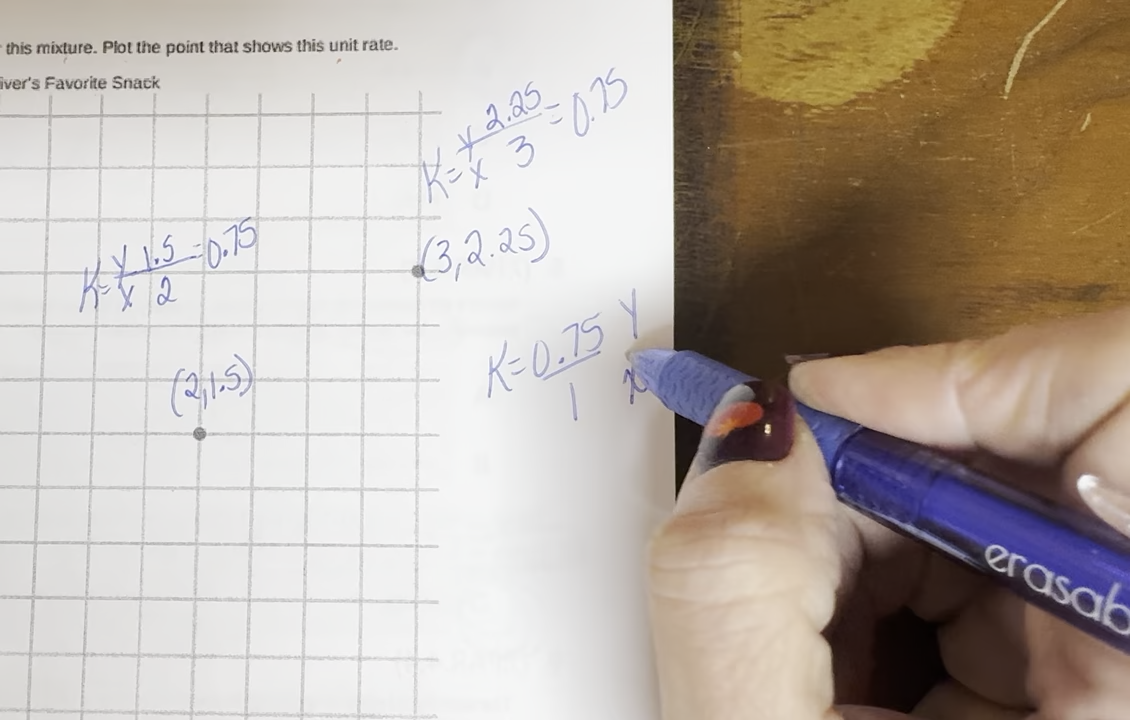 this mixture. Plot the point that shows this unit rate.
iver's Favorite Snack
K = y/x 2.25/3 = 0.75
K = y/x 1.5/2 = 0.75
(3, 2.25)
K = 0.75/1 y/x
(2, 1.5)
erasab